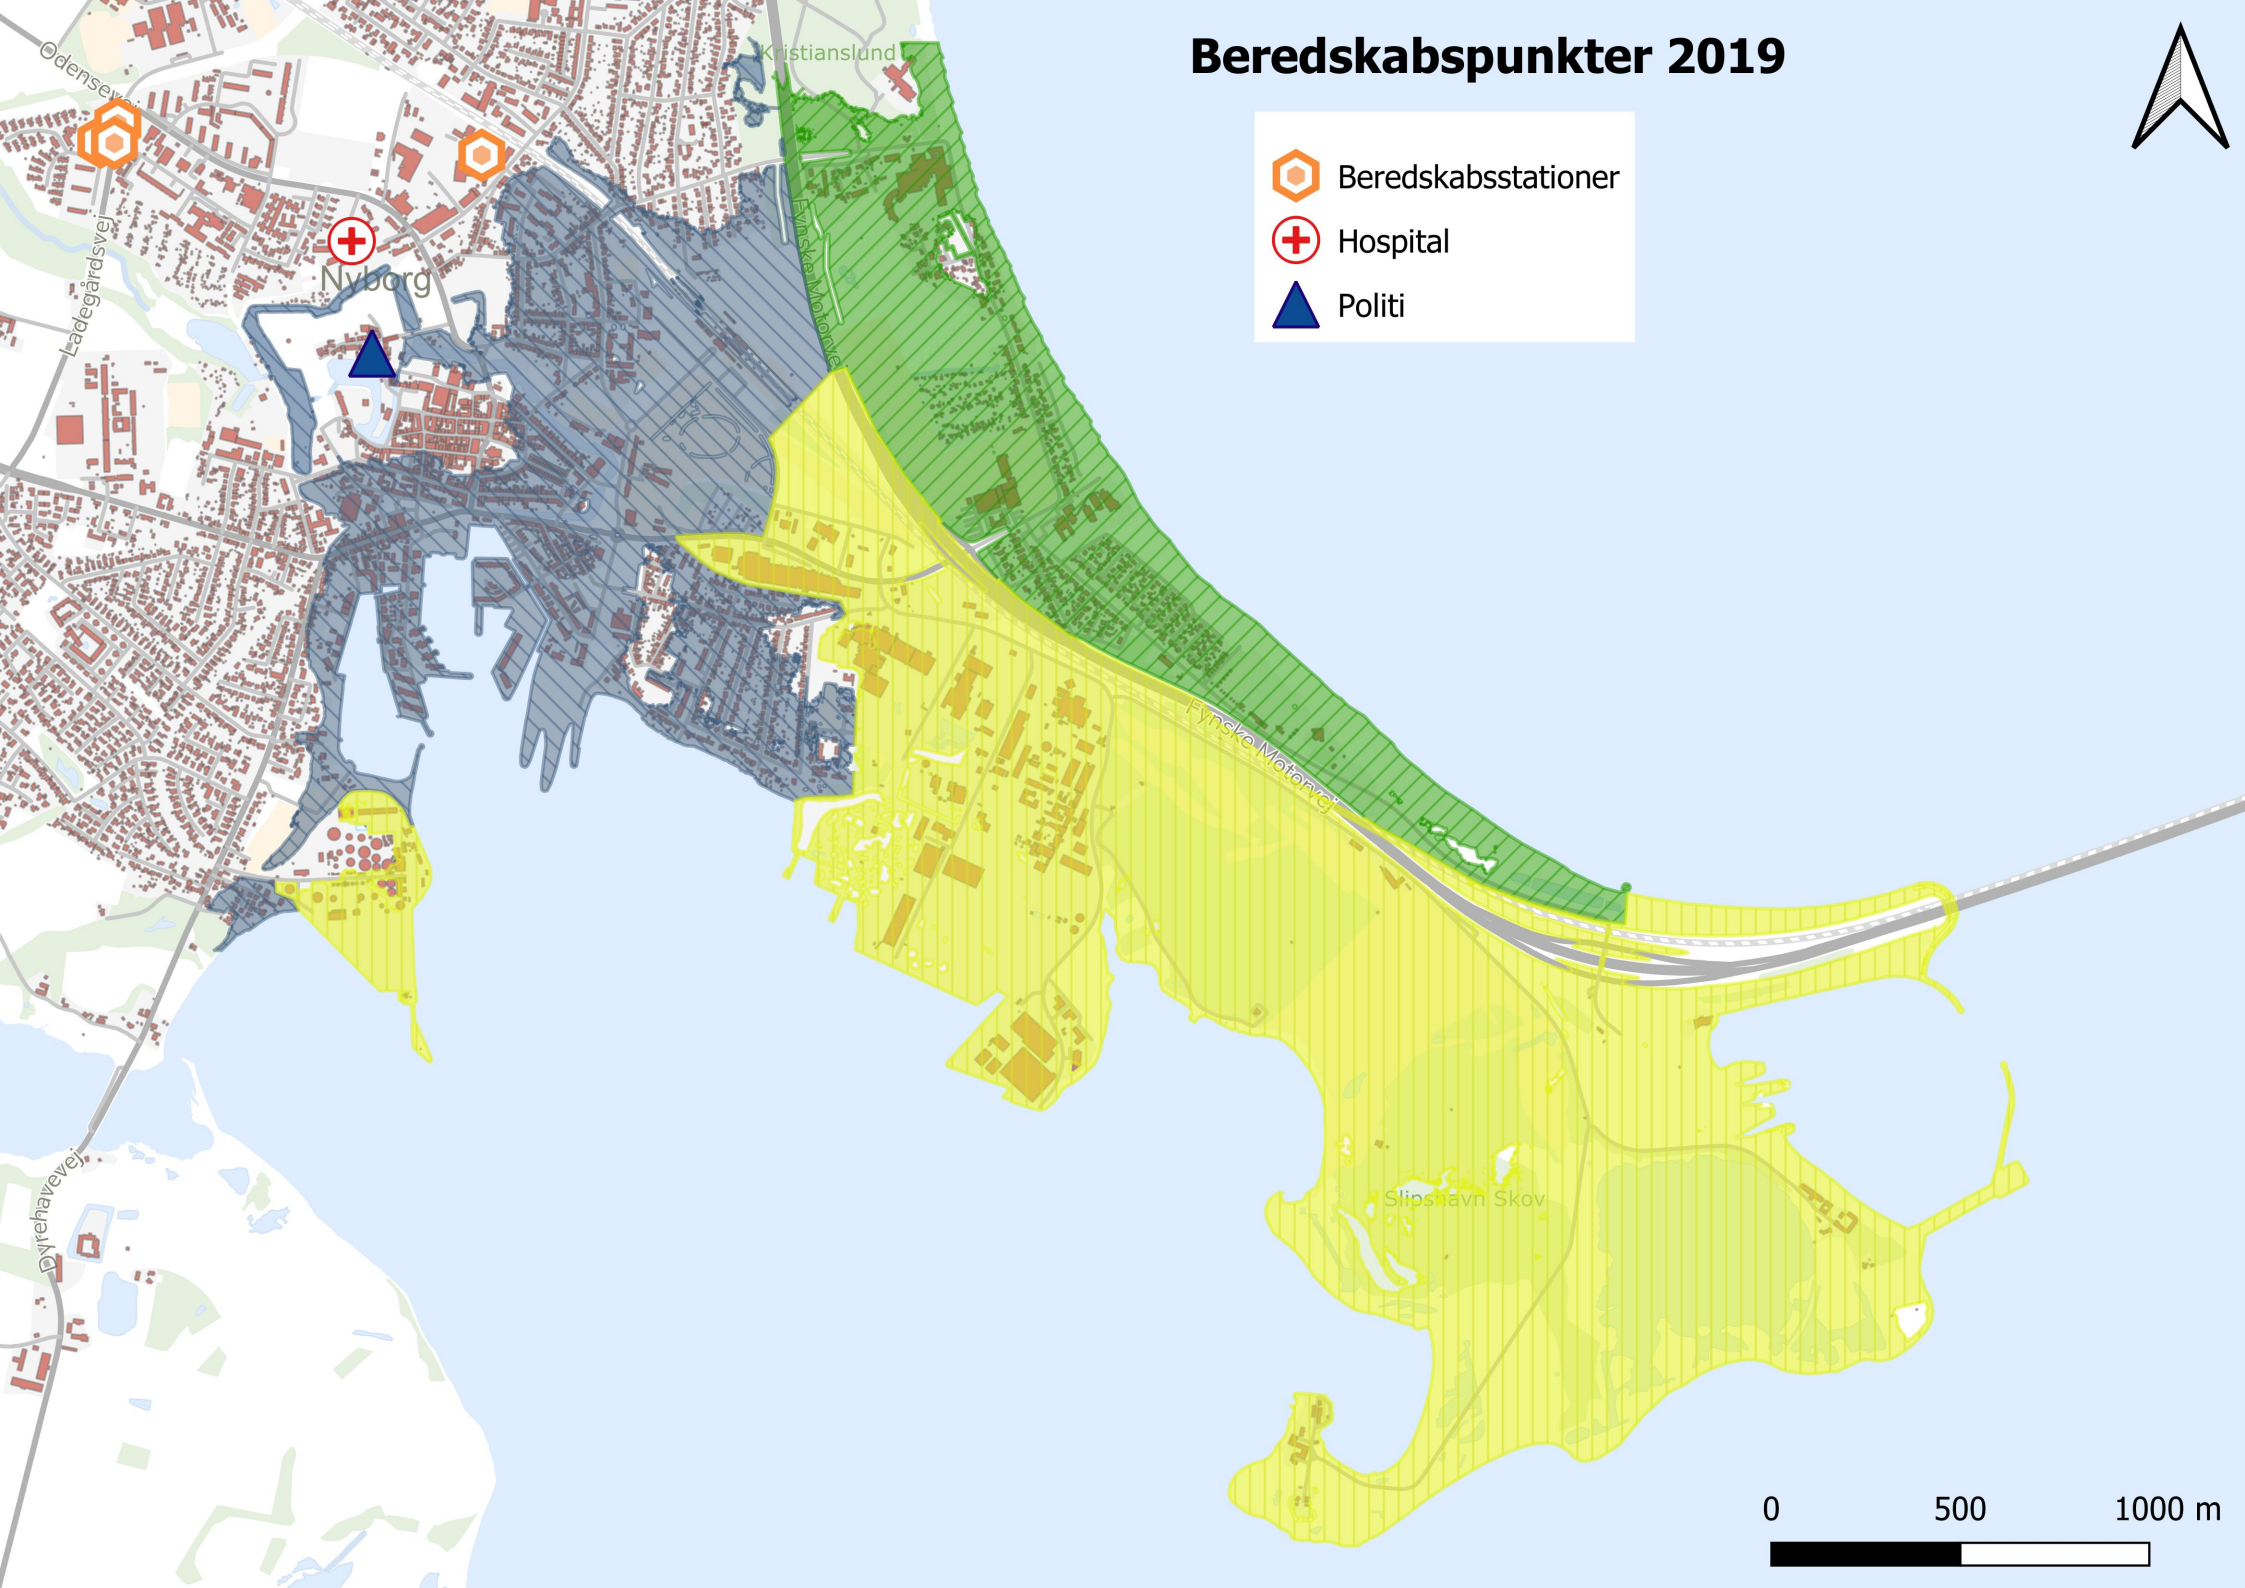 Beredskabspunkter 2019
Kristianslund
Odensevej
Beredskabsstationer
Hospital
Politi
Nyborg
Ladegårdsvej
Fynske Motorvej
Fynske Motorvej
Dyrehavevej
Slipshavn Skov
0 500 1000 m